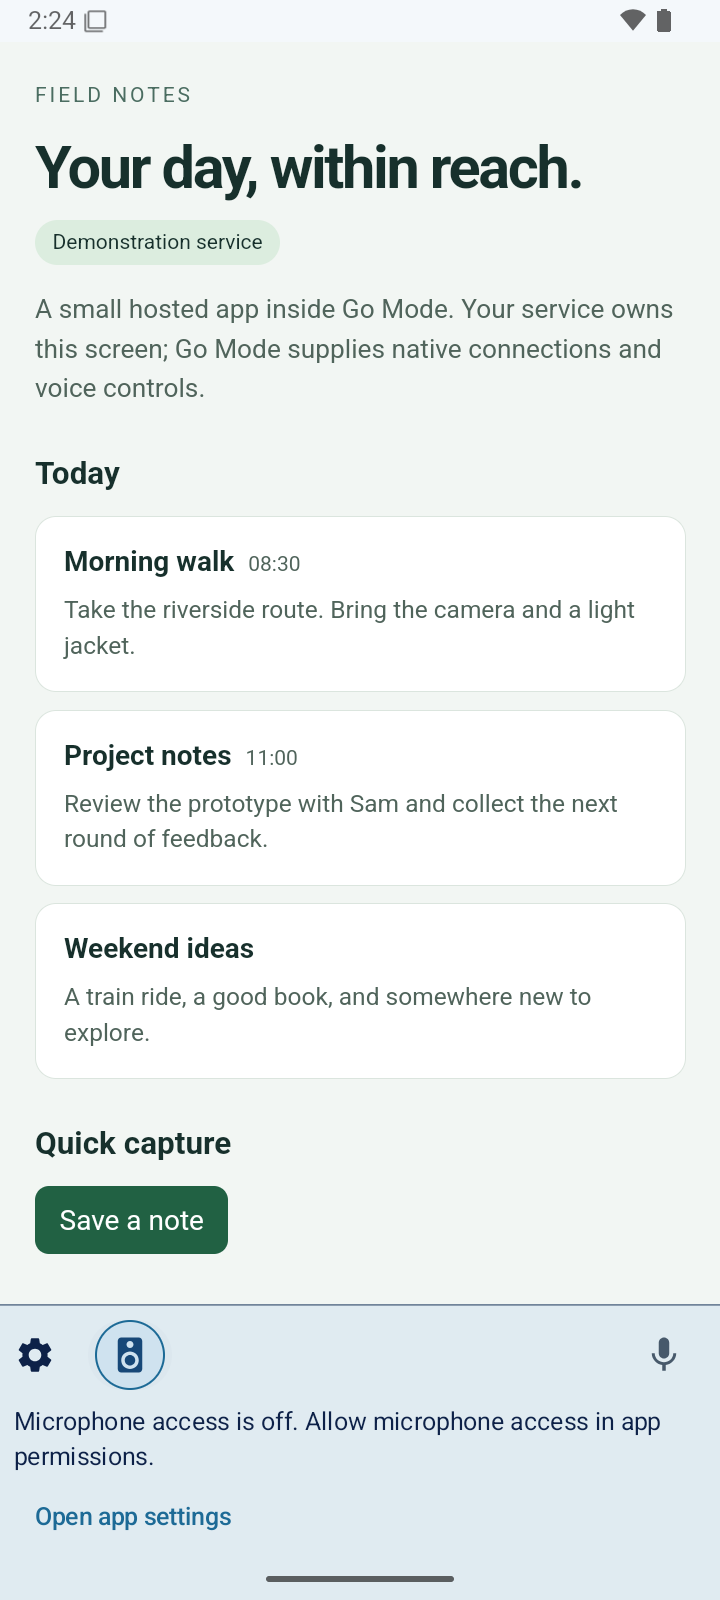 2:24
FIELD NOTES
Your day, within reach.
Demonstration service
A small hosted app inside Go Mode. Your service owns
this screen; Go Mode supplies native connections and
voice controls.
Today
Morning walk 08:30
Take the riverside route. Bring the camera and a light
jacket.
Project notes 11:00
Review the prototype with Sam and collect the next
round of feedback.
Weekend ideas
A train ride, a good book, and somewhere new to
explore.
Quick capture
Save a note
Microphone access is off. Allow microphone access in app
permissions.
Open app settings